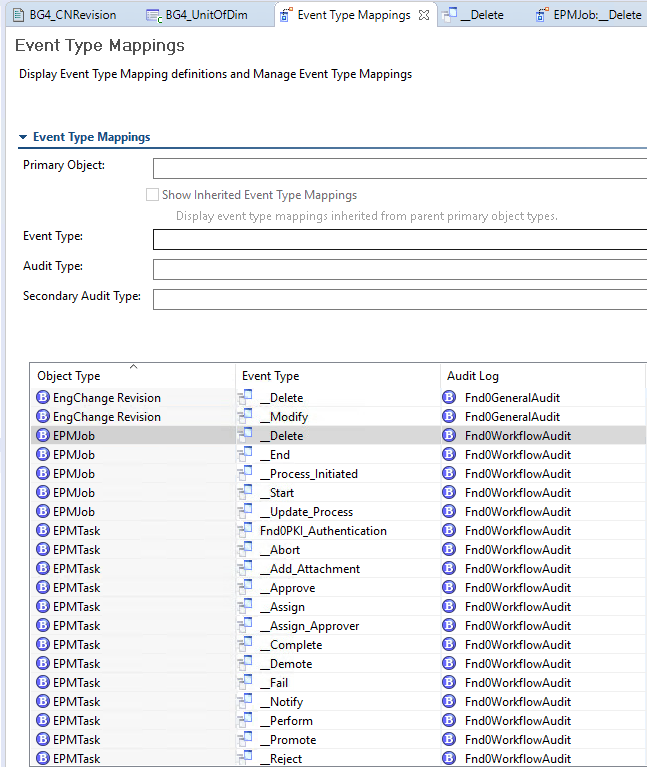 BG4_CNRevision BG4_UnitOfDim Event Type Mappings __Delete EPMJob:__Delete
Event Type Mappings
Display Event Type Mapping definitions and Manage Event Type Mappings
Event Type Mappings
Primary Object:
Show Inherited Event Type Mappings
Display event type mappings inherited from parent primary object types.
Event Type:
Audit Type:
Secondary Audit Type:
Object Type Event Type Audit Log
B EngChange Revision __Delete B Fnd0GeneralAudit
B EngChange Revision __Modify B Fnd0GeneralAudit
B EPMJob __Delete B Fnd0WorkflowAudit
B EPMJob __End B Fnd0WorkflowAudit
B EPMJob __Process_Initiated B Fnd0WorkflowAudit
B EPMJob __Start B Fnd0WorkflowAudit
B EPMJob __Update_Process B Fnd0WorkflowAudit
B EPMTask Fnd0PKI_Authentication B Fnd0WorkflowAudit
B EPMTask __Abort B Fnd0WorkflowAudit
B EPMTask __Add_Attachment B Fnd0WorkflowAudit
B EPMTask __Approve B Fnd0WorkflowAudit
B EPMTask __Assign B Fnd0WorkflowAudit
B EPMTask __Assign_Approver B Fnd0WorkflowAudit
B EPMTask __Complete B Fnd0WorkflowAudit
B EPMTask __Demote B Fnd0WorkflowAudit
B EPMTask __Fail B Fnd0WorkflowAudit
B EPMTask __Notify B Fnd0WorkflowAudit
B EPMTask __Perform B Fnd0WorkflowAudit
B EPMTask __Promote B Fnd0WorkflowAudit
B EPMTask __Reject B Fnd0WorkflowAudit